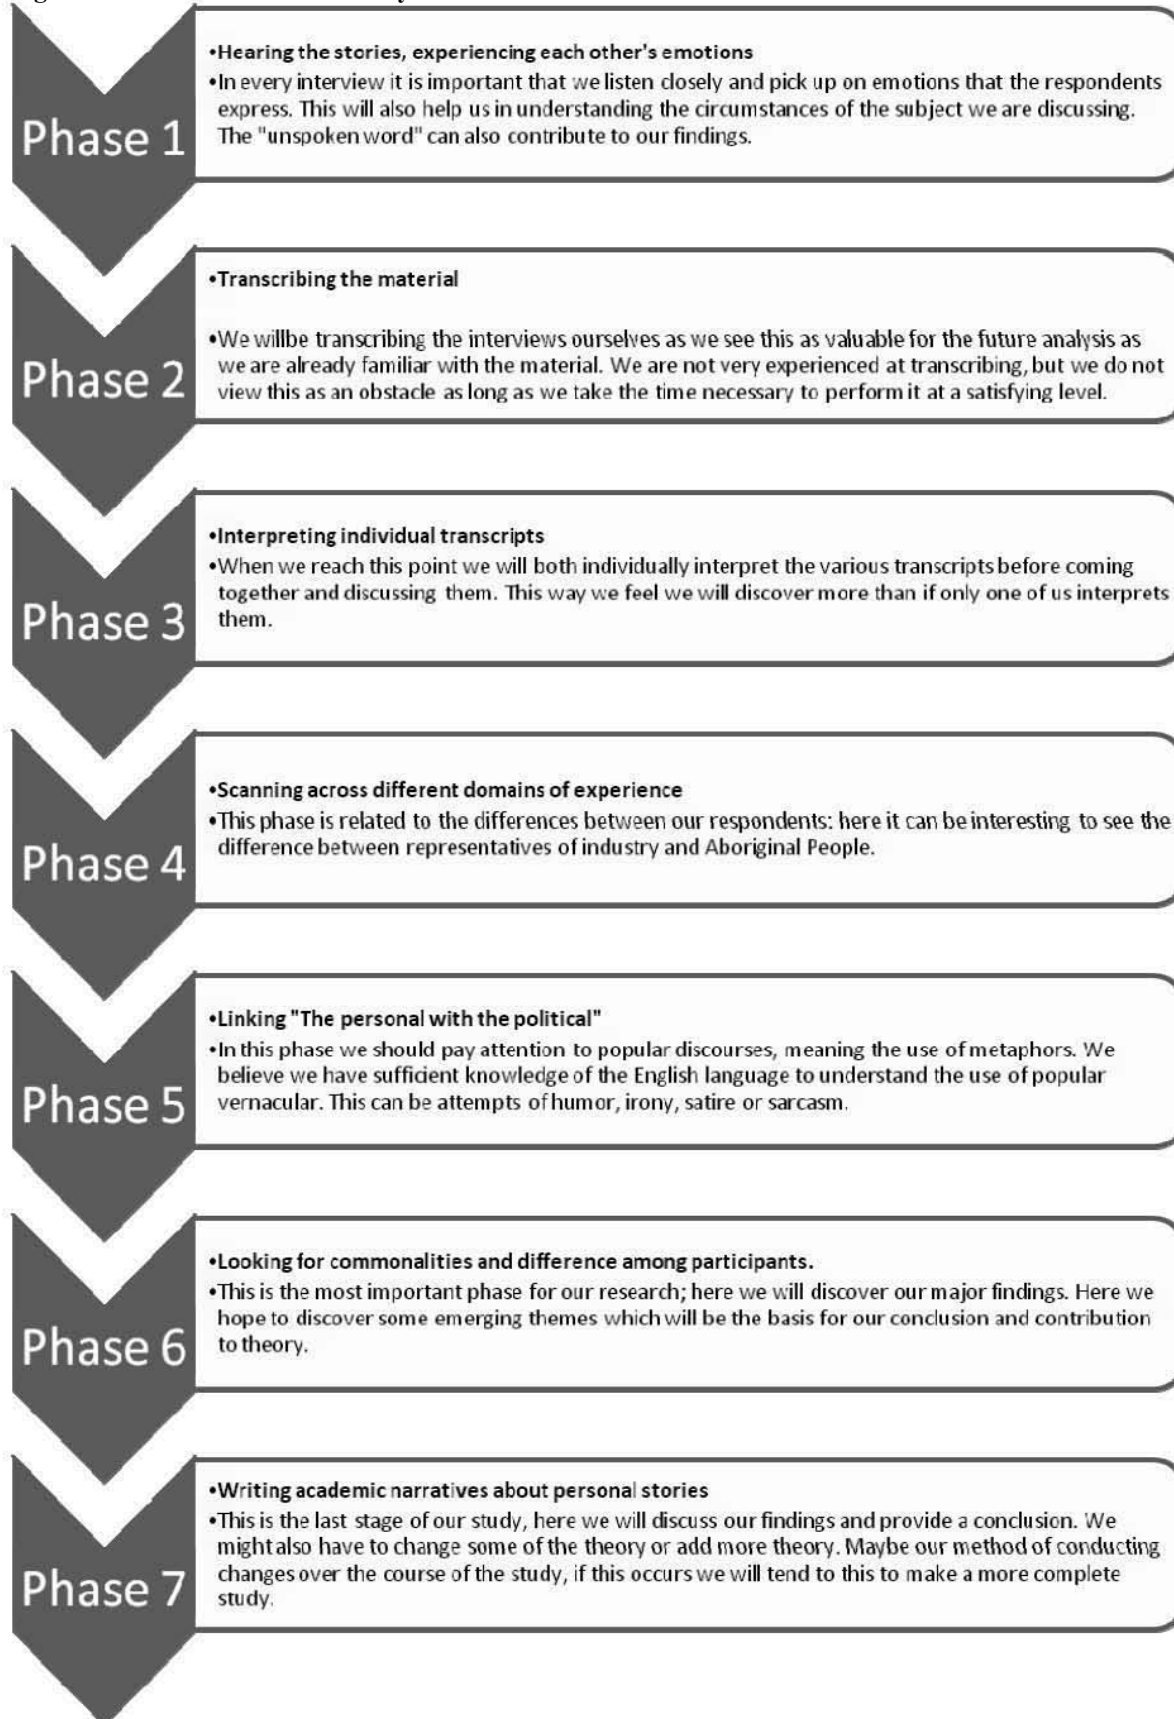 Phase 1
•Hearing the stories, experiencing each other's emotions
•In every interview it is important that we listen closely and pick up on emotions that the respondents
express. This will also help us in understanding the circumstances of the subject we are discussing.
The "unspoken word" can also contribute to our findings.
Phase 2
•Transcribing the material
•We willbe transcribing the interviews ourselves as we see this as valuable for the future analysis as
we are already familiar with the material. We are not very experienced at transcribing, but we do not
view this as an obstacle as long as we take the time necessary to perform it at a satisfying level.
Phase 3
•Interpreting individual transcripts
•When we reach this point we will both individually interpret the various transcripts before coming
together and discussing them. This way we feel we will discover more than if only one of us interprets
them.
Phase 4
•Scanning across different domains of experience
•This phase is related to the differences between our respondents: here it can be interesting to see the
difference between representatives of industry and Aboriginal People.
Phase 5
•Linking "The personal with the political"
•In this phase we should pay attention to popular discourses, meaning the use of metaphors. We
believe we have sufficient knowledge of the English language to understand the use of popular
vernacular. This can be attempts of humor, irony, satire or sarcasm.
Phase 6
•Looking for commonalities and difference among participants.
•This is the most important phase for our research; here we will discover our major findings. Here we
hope to discover some emerging themes which will be the basis for our conclusion and contribution
to theory.
Phase 7
•Writing academic narratives about personal stories
•This is the last stage of our study, here we will discuss our findings and provide a conclusion. We
might also have to change some of the theory or add more theory. Maybe our method of conducting
changes over the course of the study, if this occurs we will tend to this to make a more complete
study.